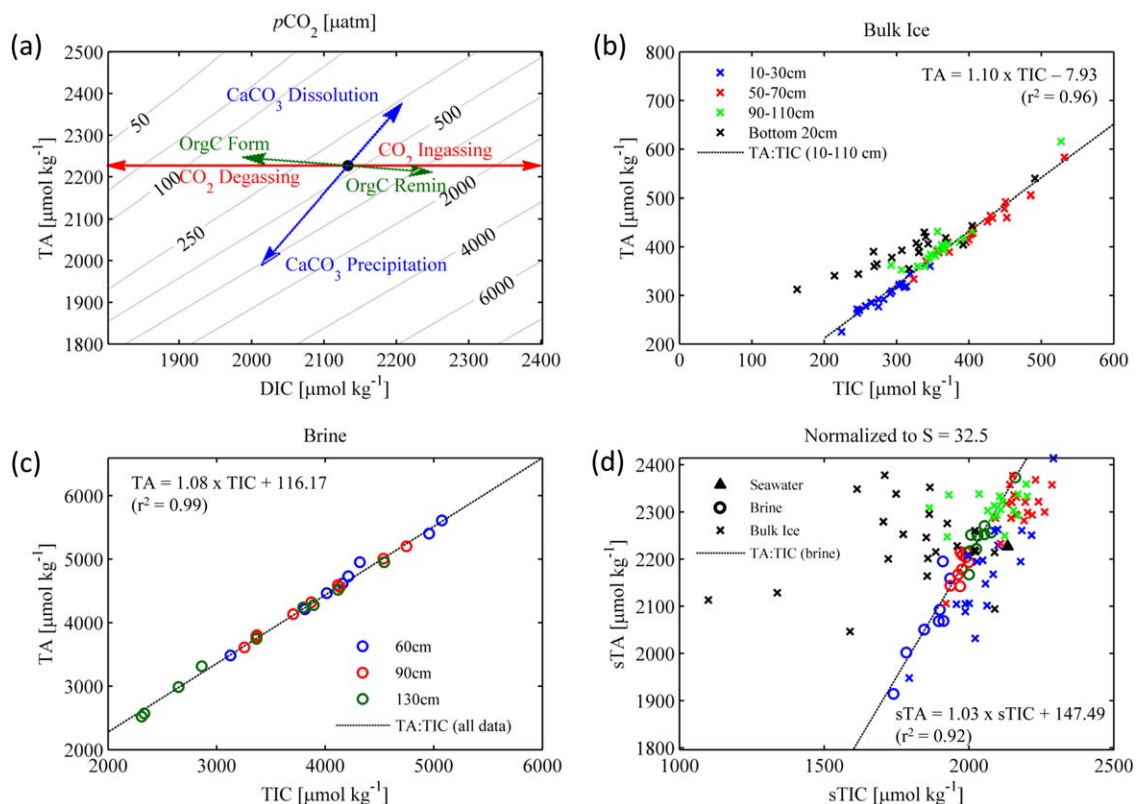 (a)
pCO2 [µatm]
2500
2400
2300
2200
2100
2000
1900
1800
TA [µmol kg-1]
50
CaCO3 Dissolution
500
OrgC Form
CO2 Ingassing
CO2 Degassing
OrgC Remin
100
2000
250
4000
CaCO3 Precipitation
6000
1900 2000 2100 2200 2300 2400
DIC [µmol kg-1]
(b)
Bulk Ice
800
700
600
500
400
300
200
TA [µmol kg-1]
10-30cm
50-70cm
90-110cm
Bottom 20cm
TA:TIC (10-110 cm)
TA = 1.10 x TIC – 7.93
(r2 = 0.96)
0 100 200 300 400 500 600
TIC [µmol kg-1]
(c)
Brine
6000
5000
4000
3000
2000
TA [µmol kg-1]
TA = 1.08 x TIC + 116.17
(r2 = 0.99)
60cm
90cm
130cm
TA:TIC (all data)
2000 3000 4000 5000 6000
TIC [µmol kg-1]
(d)
Normalized to S = 32.5
2400
2300
2200
2100
2000
1900
1800
sTA [µmol kg-1]
Seawater
Brine
Bulk Ice
TA:TIC (brine)
sTA = 1.03 x sTIC + 147.49
(r2 = 0.92)
1000 1500 2000 2500
sTIC [µmol kg-1]